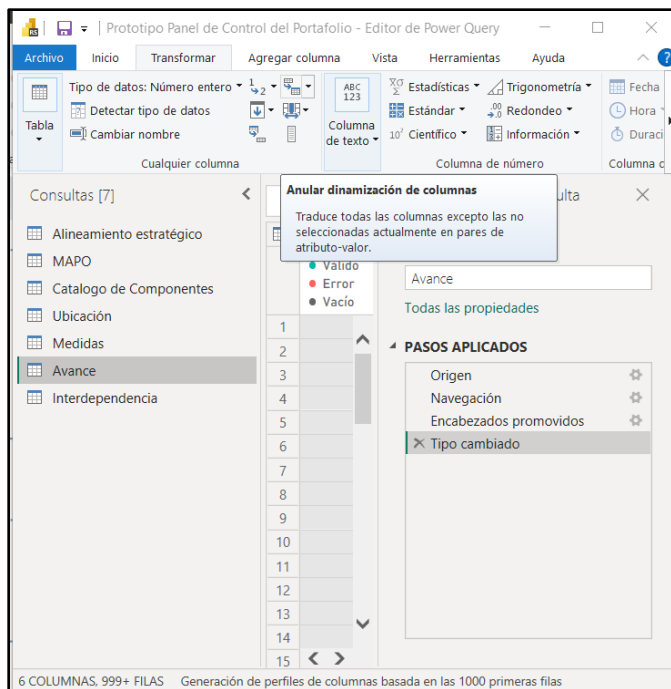 Prototipo Panel de Control del Portafolio - Editor de Power Query
Archivo Inicio Transformar Agregar columna Vista Herramientas Ayuda
Tabla
Tipo de datos: Número entero
Detectar tipo de datos
Cambiar nombre
Cualquier columna
ABC
123
Columna
de texto
Estadísticas
Estándar
Científico
Trigonometría
Redondeo
Información
Columna de número
Fecha
Hora
Duraci
Columna d
Consultas [7]
Alineamiento estratégico
MAPO
Catalogo de Componentes
Ubicación
Medidas
Avance
Interdependencia
Anular dinamización de columnas
Traduce todas las columnas excepto las no
seleccionadas actualmente en pares de
atributo-valor.
ulta
Válido
Error
Vacío
1
2
3
4
5
6
7
8
9
10
11
12
13
14
15
Avance
Todas las propiedades
PASOS APLICADOS
Origen
Navegación
Encabezados promovidos
Tipo cambiado
6 COLUMNAS, 999+ FILAS Generación de perfiles de columnas basada en las 1000 primeras filas